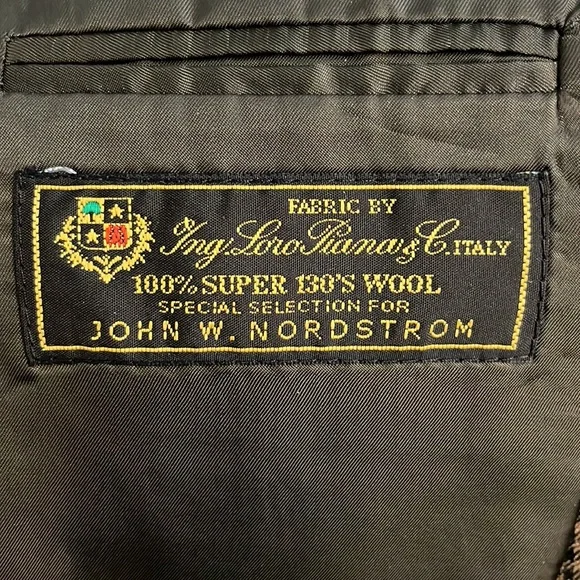 FABRIC BY
Ing. Loro Piana & C. ITALY
100% SUPER 130'S WOOL
SPECIAL SELECTION FOR
JOHN W. NORDSTROM